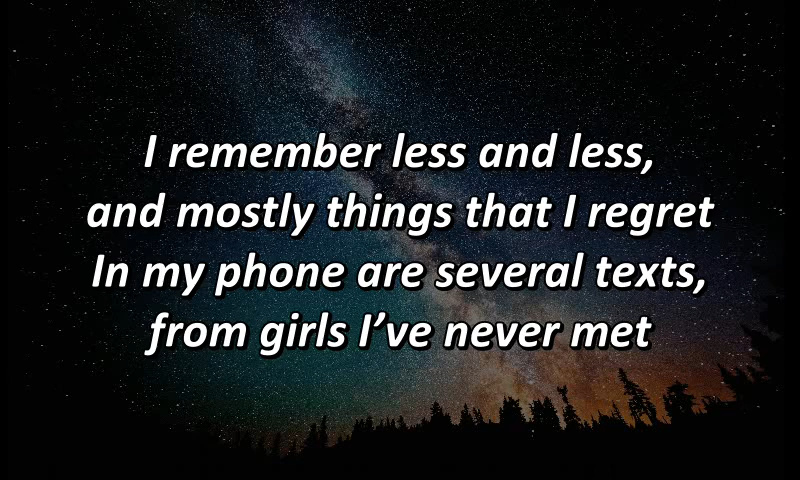 I remember less and less,
and mostly things that I regret
In my phone are several texts,
from girls I’ve never met